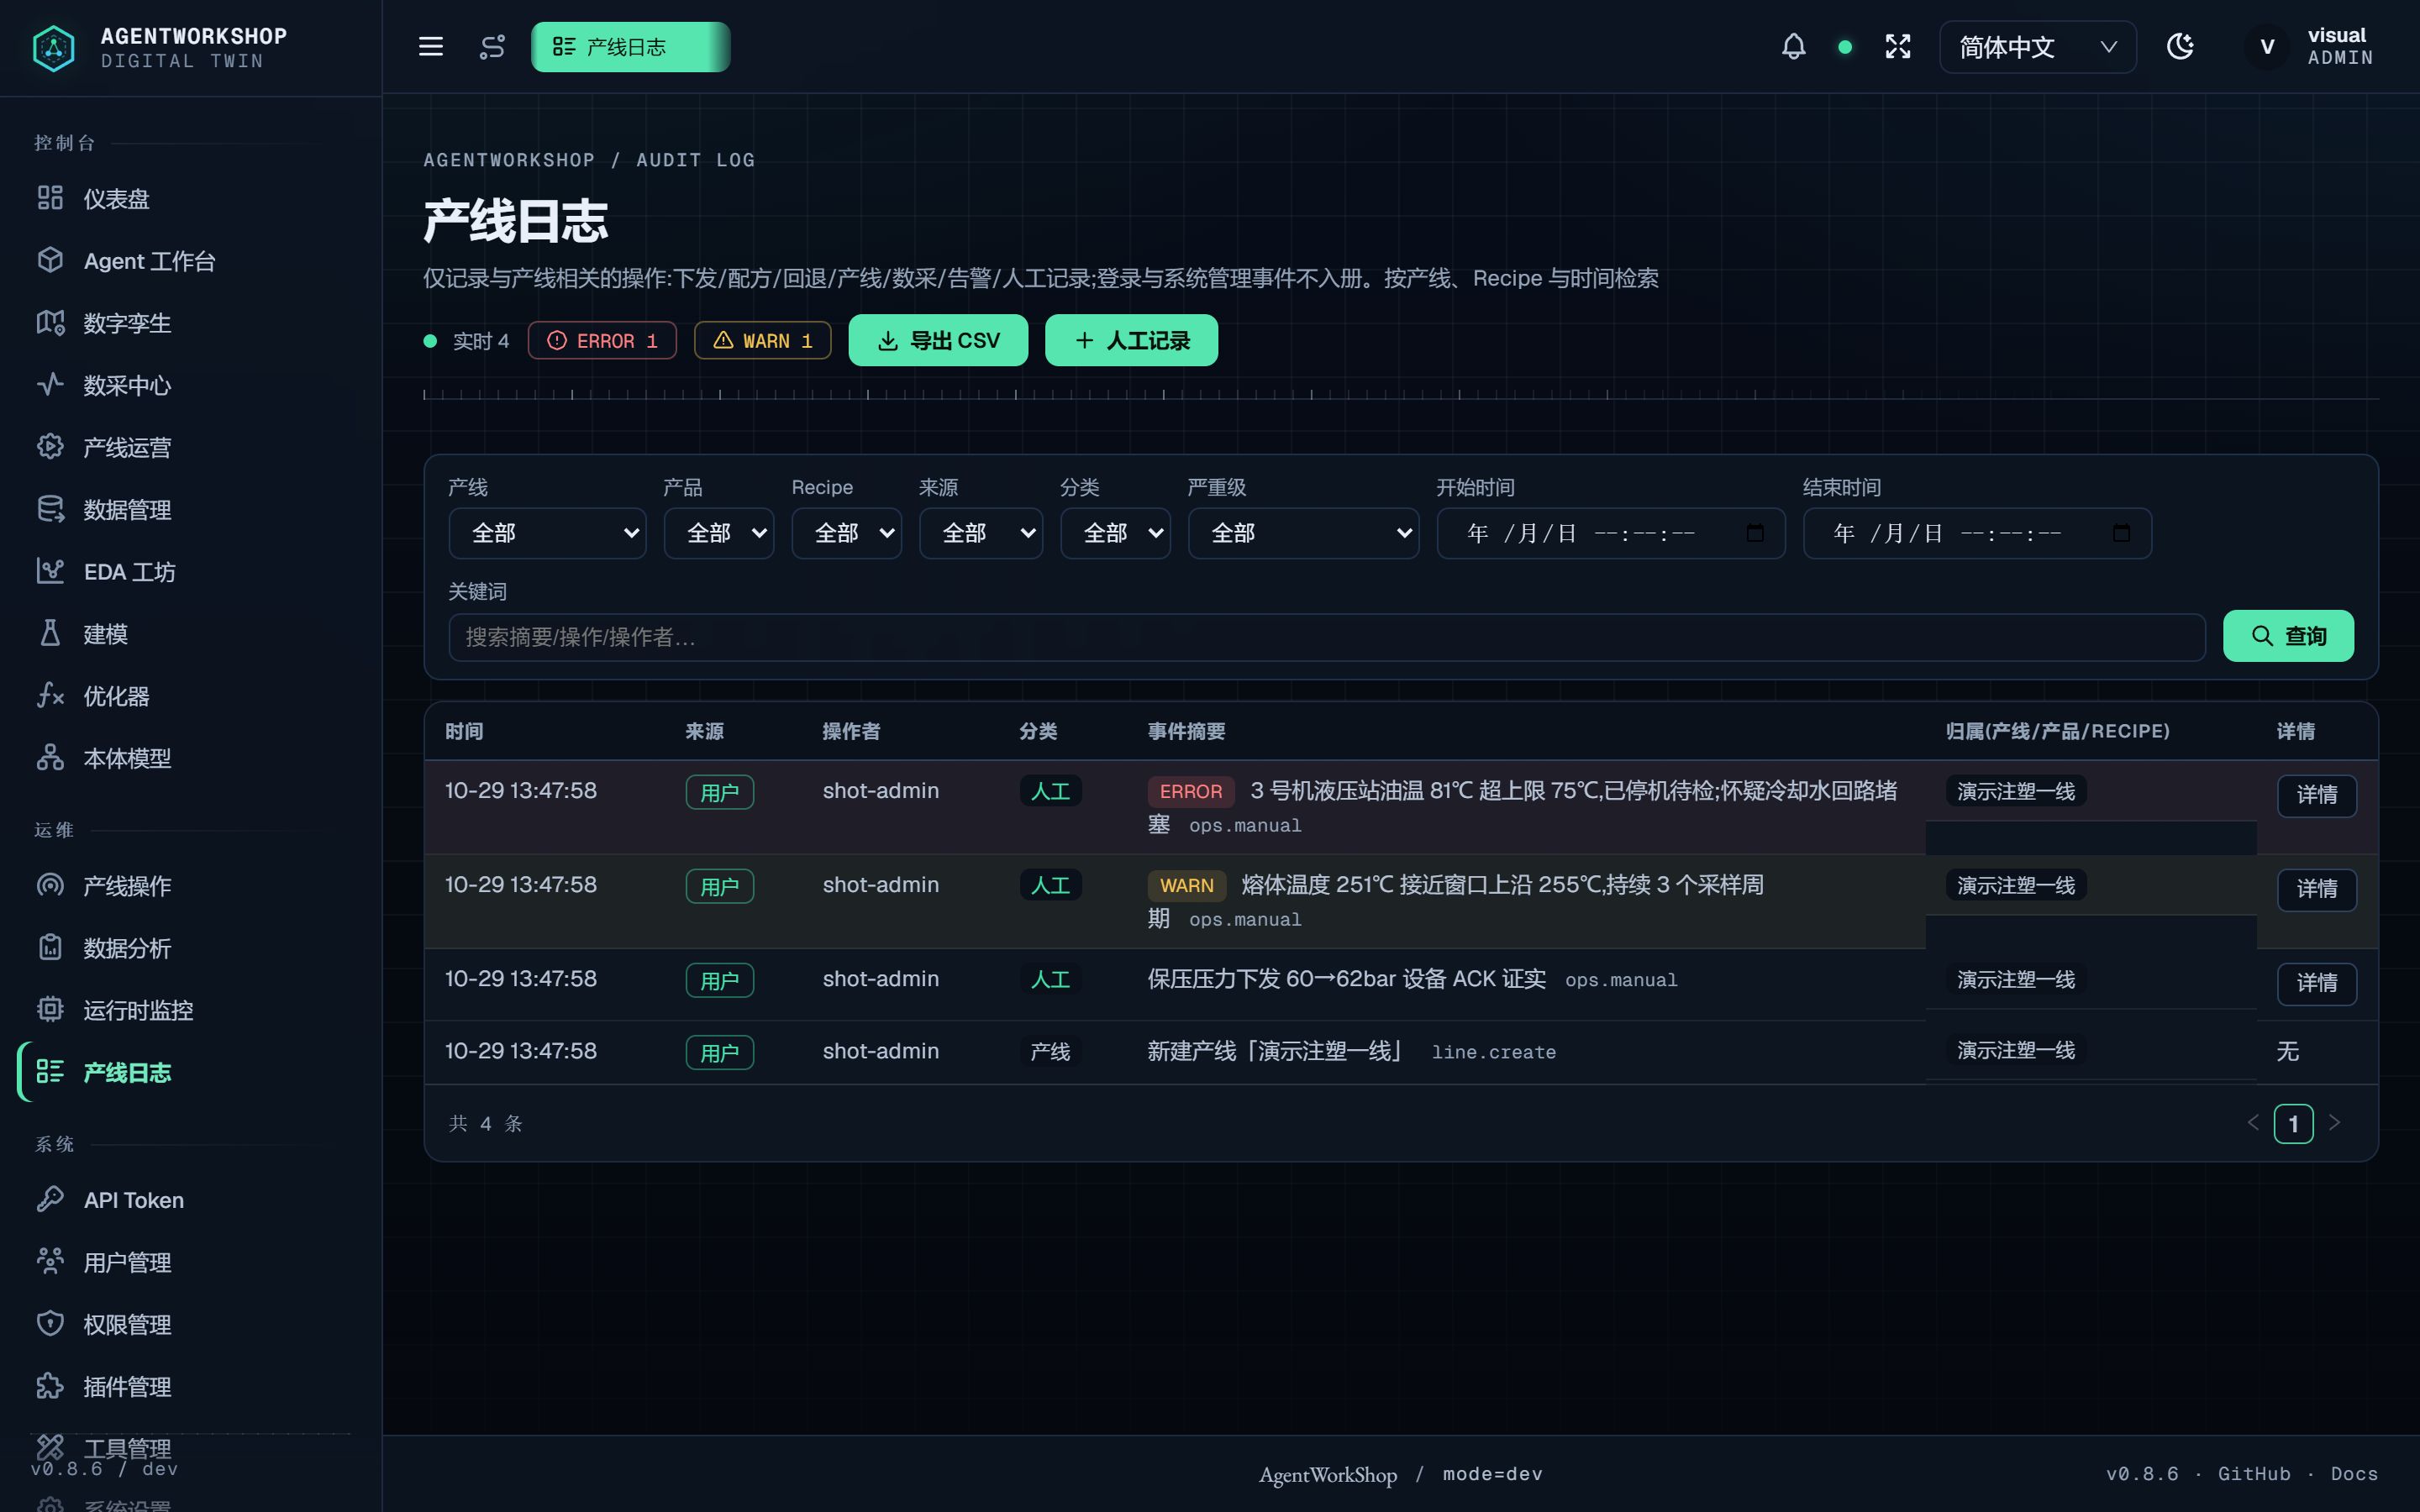 AGENTWORKSHOP
DIGITAL TWIN
控制台
仪表盘
Agent 工作台
数字孪生
数采中心
产线运营
数据管理
EDA 工坊
建模
优化器
本体模型
运维
产线操作
数据分析
运行时监控
产线日志
系统
API Token
用户管理
权限管理
插件管理
工具管理
v0.8.6 / dev
系统设置
产线日志
简体中文
V
visual
ADMIN
AGENTWORKSHOP / AUDIT LOG
产线日志
仅记录与产线相关的操作:下发/配方/回退/产线/数采/告警/人工记录;登录与系统管理事件不入册。按产线、Recipe 与时间检索
实时 4 ERROR 1 WARN 1 导出 CSV 人工记录
产线 产品 Recipe 来源 分类 严重级 开始时间 结束时间
全部 全部 全部 全部 全部 全部 年 /月/日 --:--:-- 年 /月/日 --:--:--
关键词
搜索摘要/操作/操作者… 查询
时间 来源 操作者 分类 事件摘要 归属(产线/产品/RECIPE) 详情
10-29 13:47:58 用户 shot-admin 人工 ERROR 3 号机液压站油温 81℃ 超上限 75℃,已停机待检;怀疑冷却水回路堵 演示注塑一线 详情
塞 ops.manual
10-29 13:47:58 用户 shot-admin 人工 WARN 熔体温度 251℃ 接近窗口上沿 255℃,持续 3 个采样周 演示注塑一线 详情
期 ops.manual
10-29 13:47:58 用户 shot-admin 人工 保压压力下发 60→62bar 设备 ACK 证实 ops.manual 演示注塑一线 详情
10-29 13:47:58 用户 shot-admin 产线 新建产线「演示注塑一线」 line.create 演示注塑一线 无
共 4 条 < 1 >
AgentWorkShop / mode=dev
v0.8.6 · GitHub · Docs